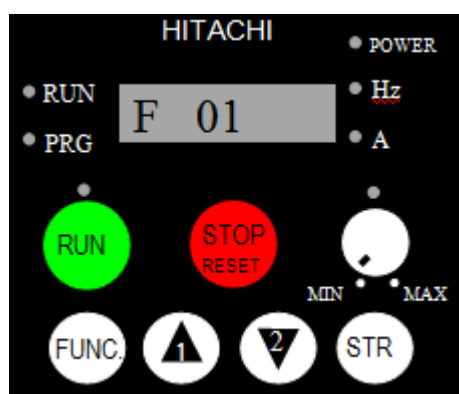 HITACHI
POWER
RUN
Hz
F 01
PRG
A
RUN
STOP
RESET
MIN
MAX
FUNC.
1
2
STR